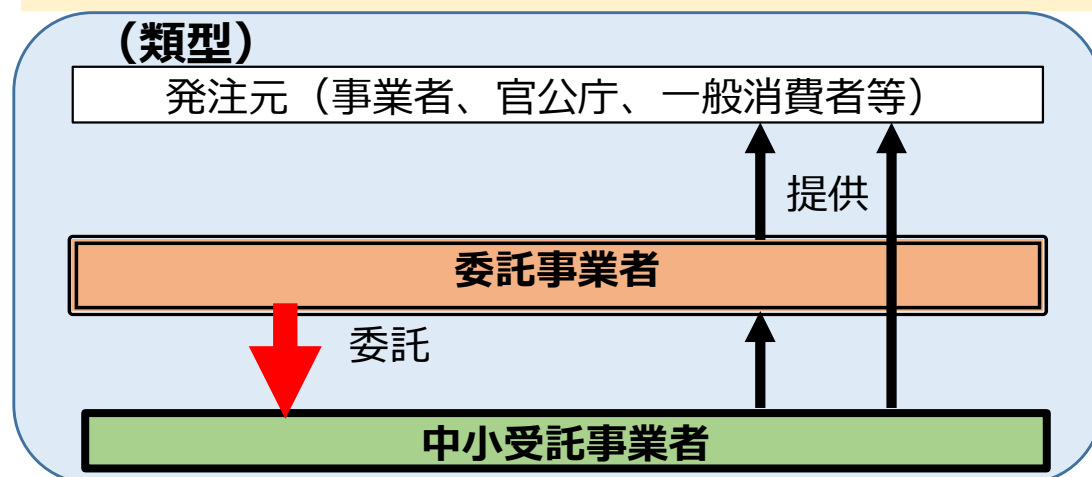 （類型）
発注元（事業者、官公庁、一般消費者等）
提供
委託事業者
委託
中小受託事業者